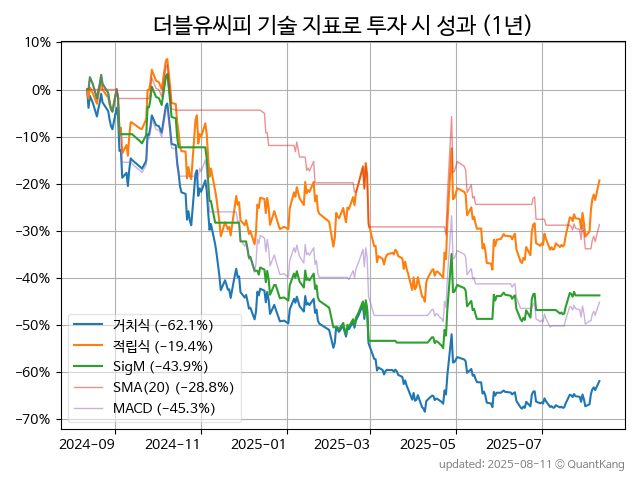 더블유씨피 기술 지표로 투자 시 성과 (1년)
10%
0%
−10%
−20%
−30%
−40%
−50%
−60%
−70%
거치식 (−62.1%)
적립식 (−19.4%)
SigM (−43.9%)
SMA(20) (−28.8%)
MACD (−45.3%)
2024-09 2024-11 2025-01 2025-03 2025-05 2025-07
updated: 2025-08-11 © QuantKang